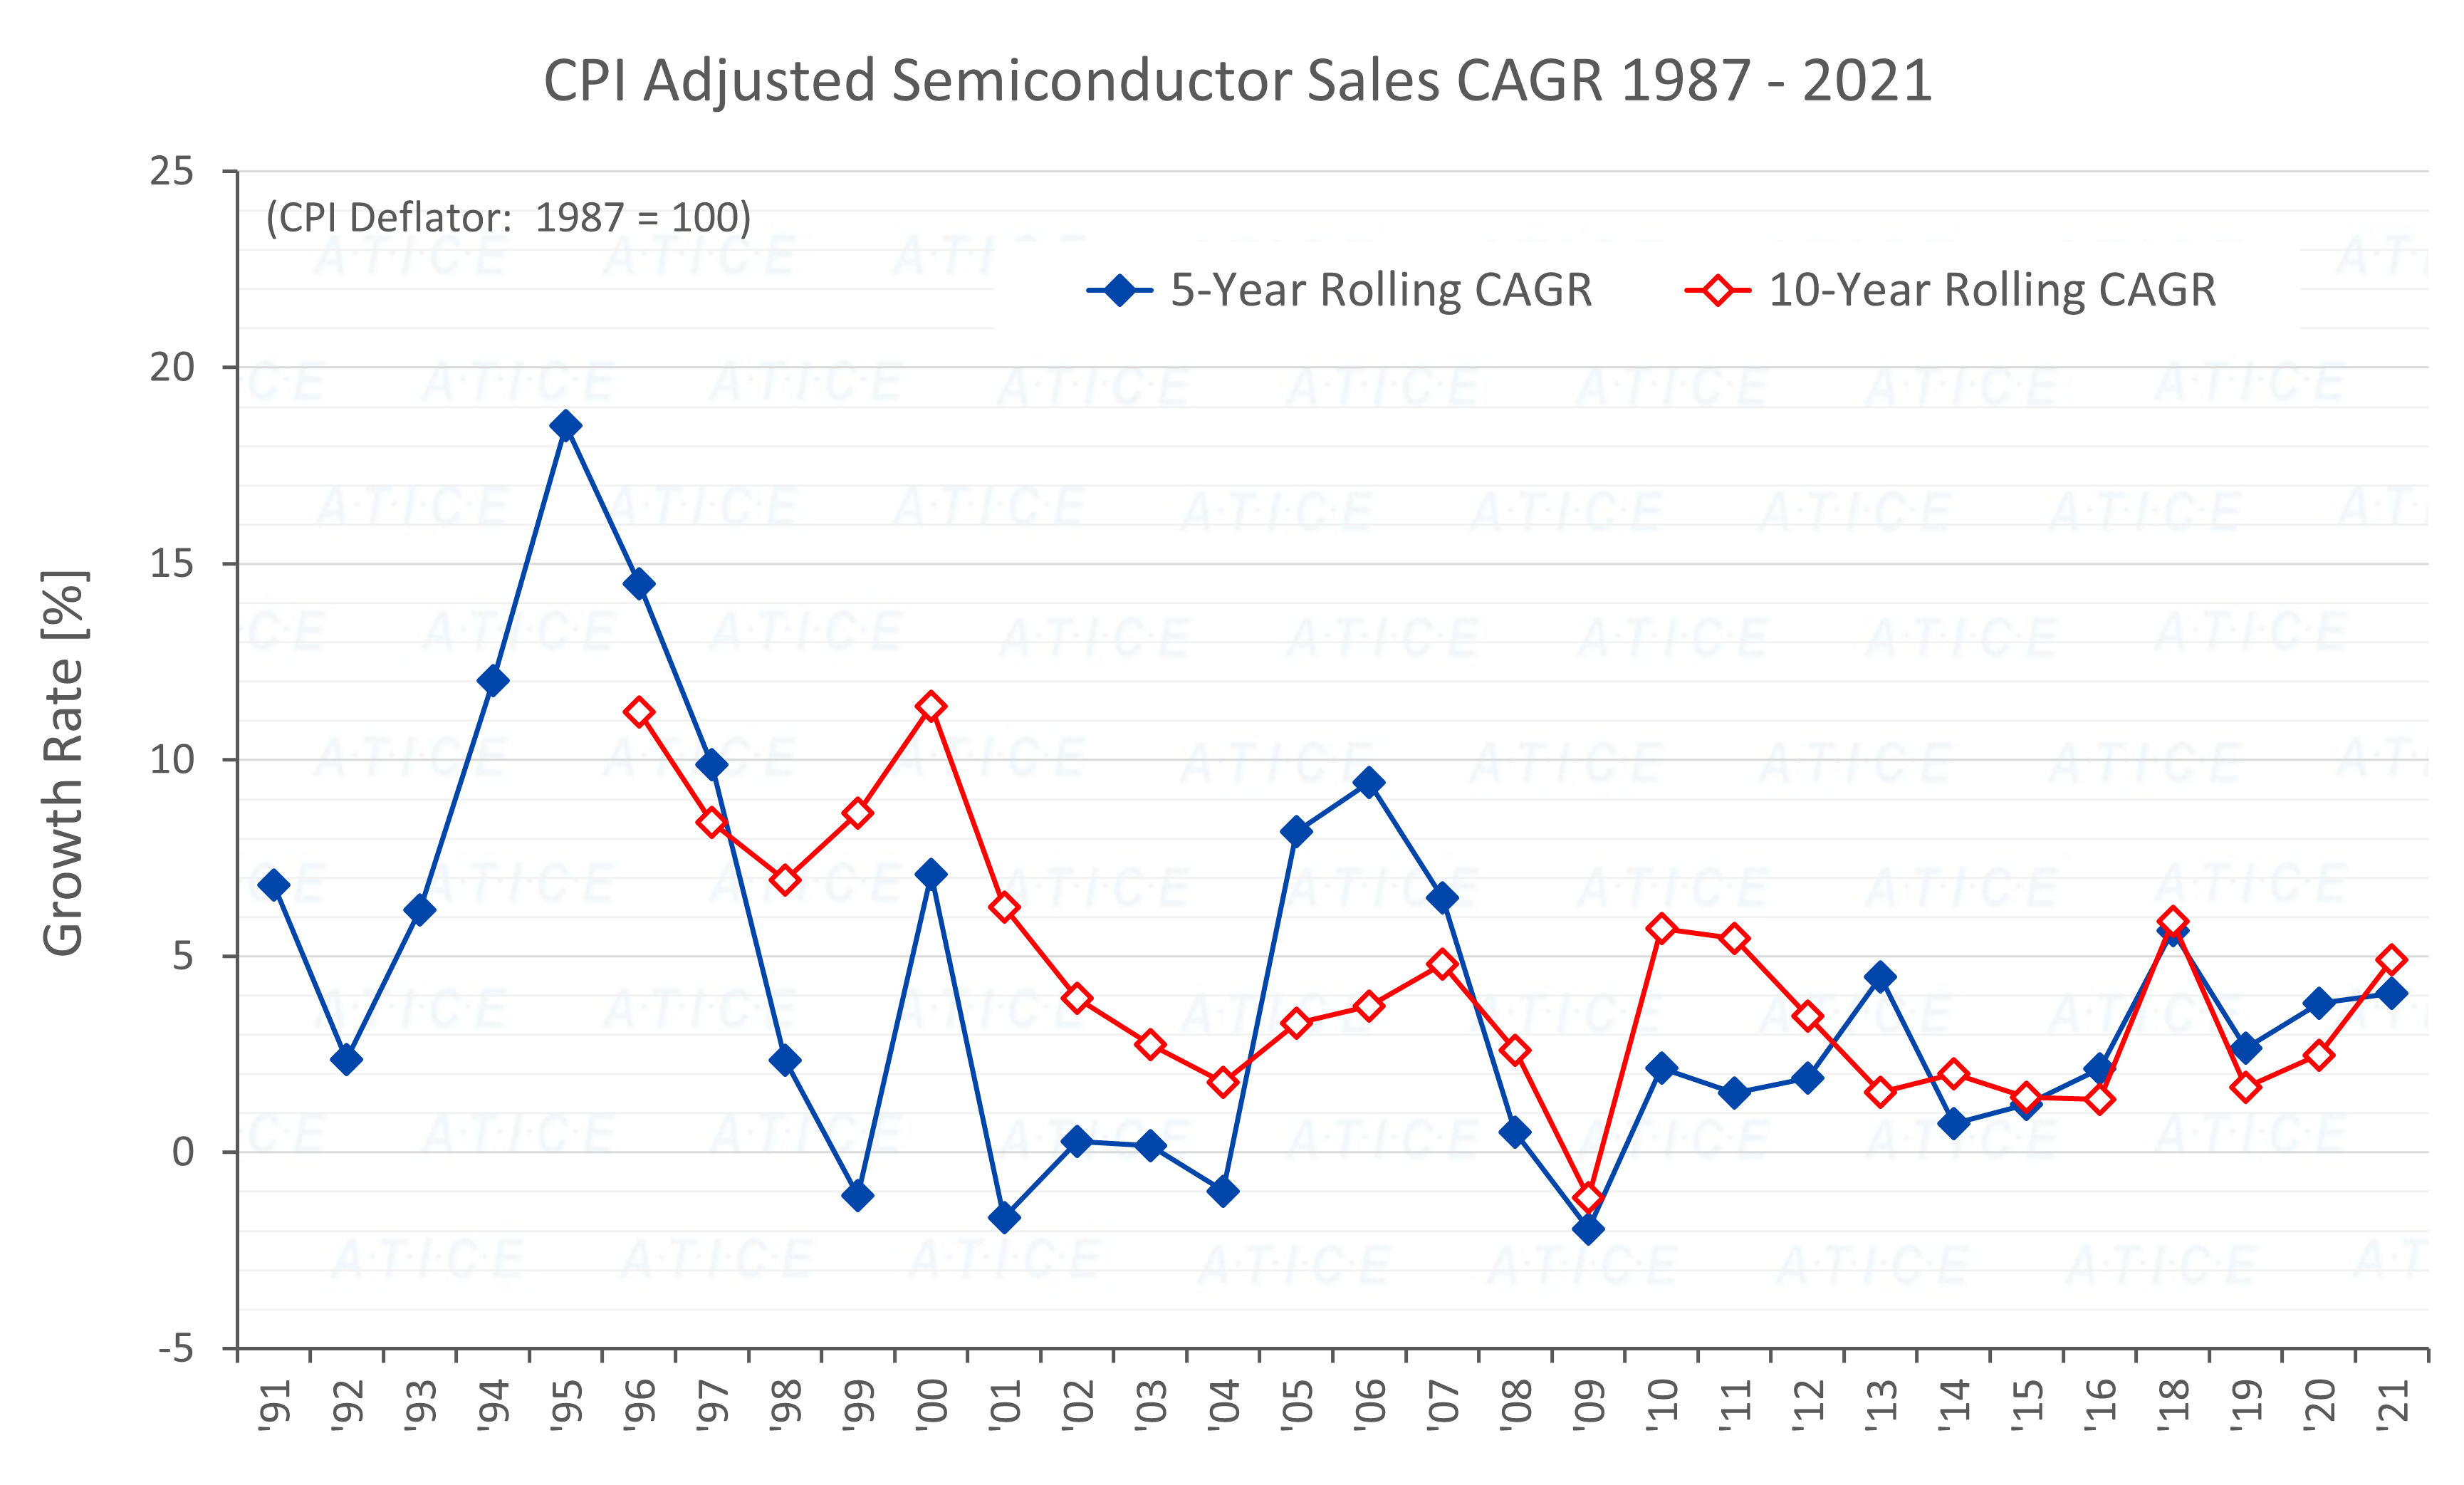 CPI Adjusted Semiconductor Sales CAGR 1987 - 2021
(CPI Deflator: 1987 = 100)
5-Year Rolling CAGR
10-Year Rolling CAGR
Growth Rate [%]
25
20
15
10
5
0
-5
'91 '92 '93 '94 '95 '96 '97 '98 '99 '00 '01 '02 '03 '04 '05 '06 '07 '08 '09 '10 '11 '12 '13 '14 '15 '16 '18 '19 '20 '21
A·T·I·C·E